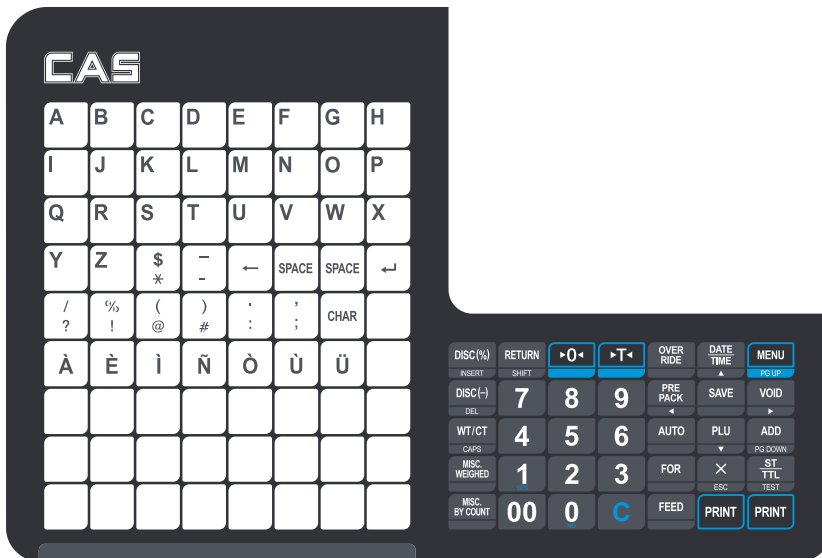 CAS
A B C D E F G H
I J K L M N O P
Q R S T U V W X
Y Z $ — ← SPACE SPACE ↵
* -
/ % ( ) . , CHAR
? ! @ # : ;
À È Ì Ñ Ò Ù Ü
DISC(%) RETURN ▶0◀ ▶T◀ OVER RIDE DATE TIME MENU
INSERT SHIFT ▲ PG UP
DISC(–) 7 8 9 PRE PACK SAVE VOID
DEL ◀ ▶
WT/CT 4 5 6 AUTO PLU ADD
CAPS ▼ PG DOWN
MISC. WEIGHED 1 2 3 FOR × ST TTL
ESC TEST
MISC. BY COUNT 00 0 C FEED PRINT PRINT